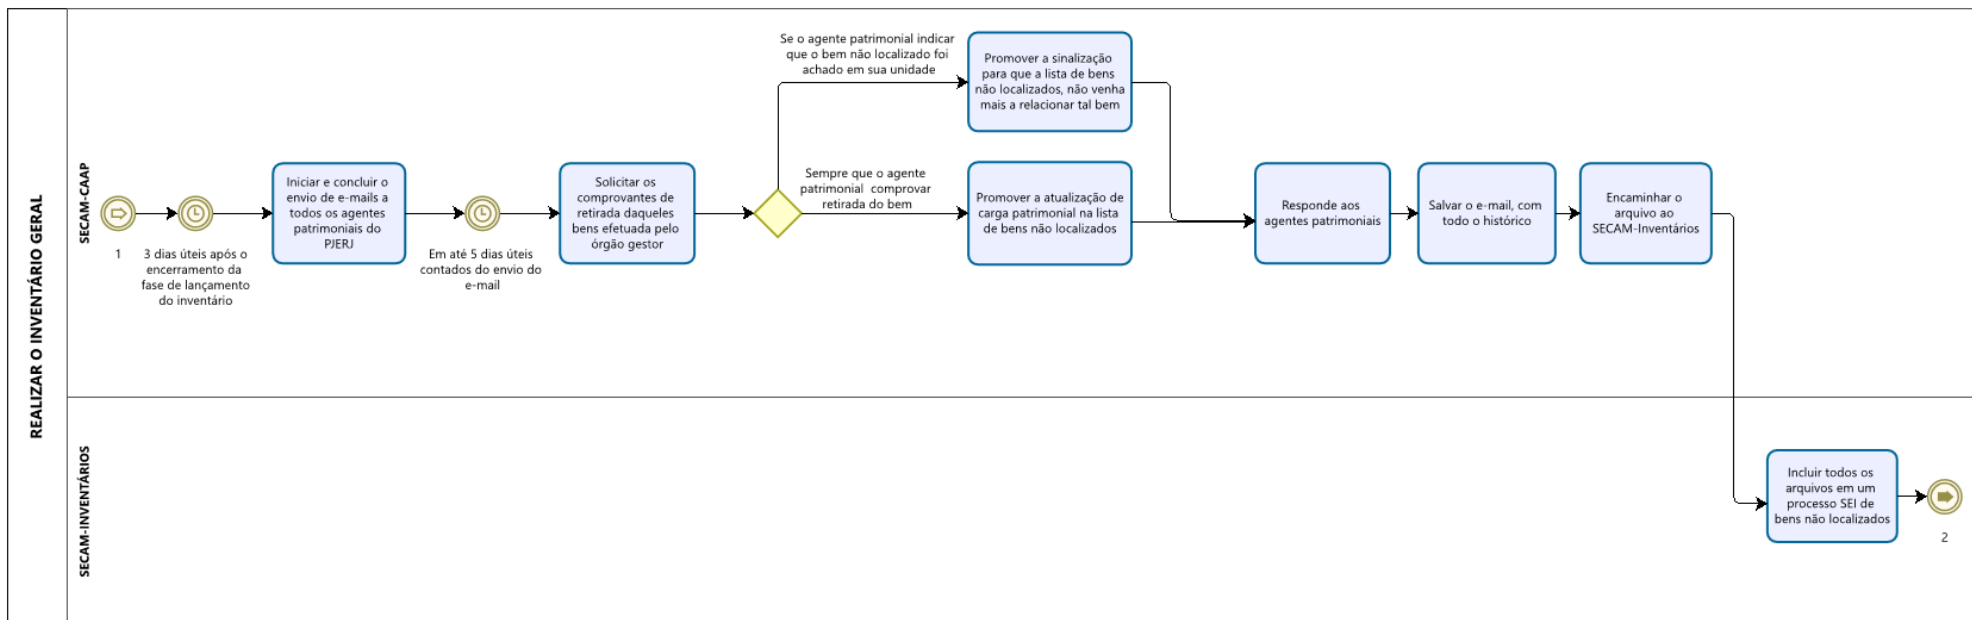 REALIZAR O INVENTÁRIO GERAL
SECAM-CAAP
1
3 dias úteis após o
encerramento da
fase de lançamento
do inventário
Iniciar e concluir o
envio de e-mails a
todos os agentes
patrimoniais do
PJERJ
Em até 5 dias úteis
contados do envio do
e-mail
Solicitar os
comprovantes de
retirada daqueles
bens efetuada pelo
órgão gestor
Se o agente patrimonial indicar
que o bem não localizado foi
achado em sua unidade
Promover a sinalização
para que a lista de bens
não localizados, não venha
mais a relacionar tal bem
Sempre que o agente
patrimonial comprovar
retirada do bem
Promover a atualização de
carga patrimonial na lista
de bens não localizados
Responde aos
agentes patrimoniais
Salvar o e-mail, com
todo o histórico
Encaminhar o
arquivo ao
SECAM-Inventários
SECAM-INVENTÁRIOS
Incluir todos os
arquivos em um
processo SEI de
bens não localizados
2